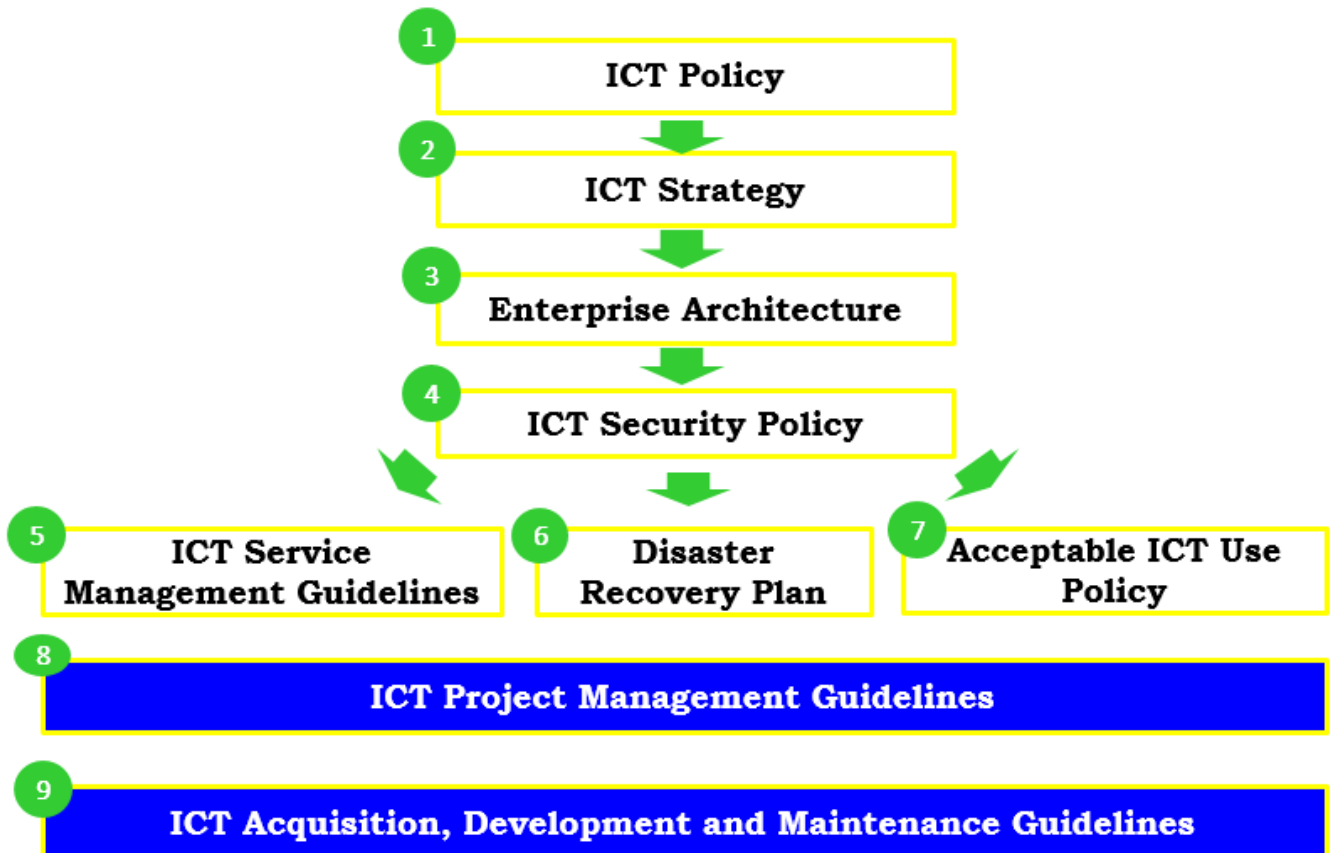 1
ICT Policy
2
ICT Strategy
3
Enterprise Architecture
4
ICT Security Policy
5
ICT Service
Management Guidelines
6
Disaster
Recovery Plan
7
Acceptable ICT Use
Policy
8
ICT Project Management Guidelines
9
ICT Acquisition, Development and Maintenance Guidelines